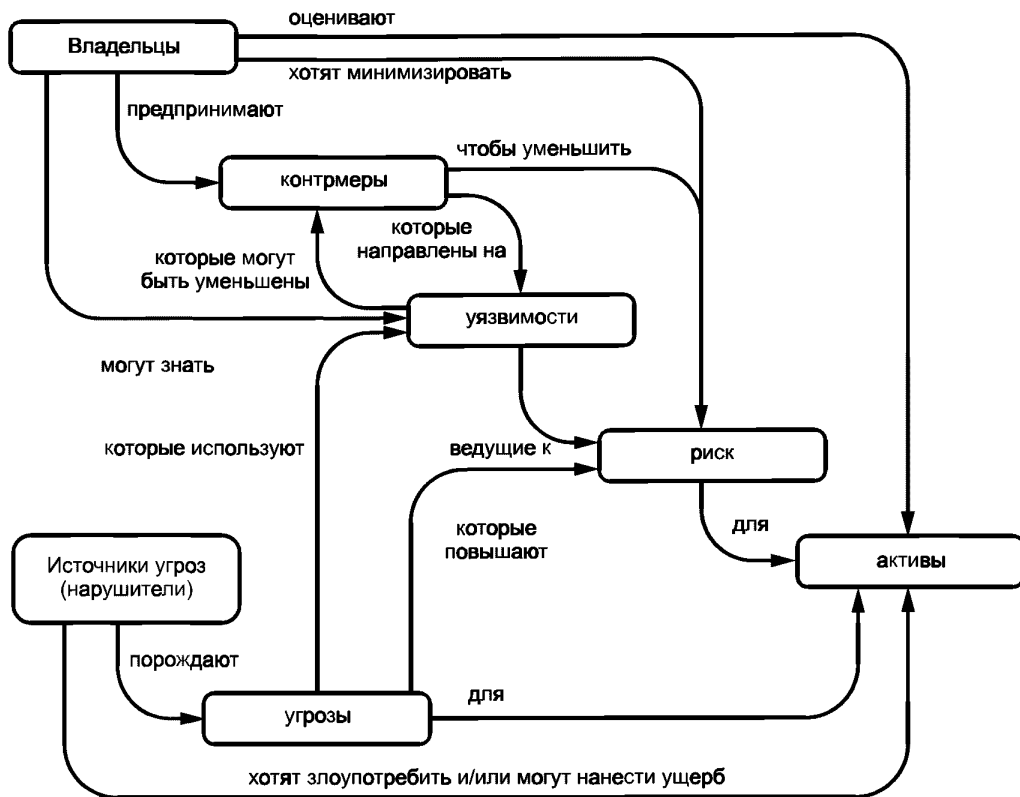 оценивают
Владельцы
хотят минимизировать
предпринимают
чтобы уменьшить
контрмеры
которые
направлены на
которые могут
быть уменьшены
уязвимости
могут знать
которые используют
ведущие к
риск
которые
повышают
для
Источники угроз
(нарушители)
активы
порождают
для
угрозы
хотят злоупотребить и/или могут нанести ущерб